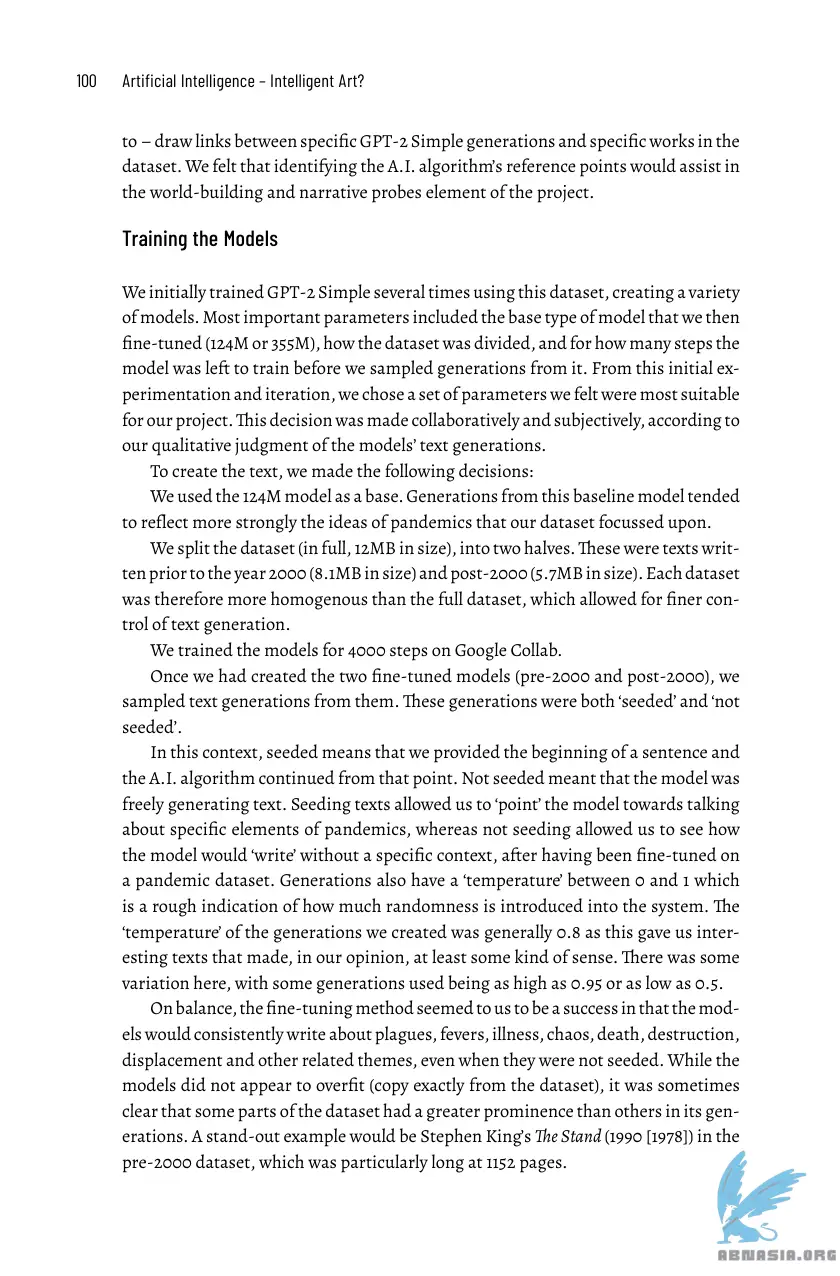 100 Artificial Intelligence – Intelligent Art?
to – draw links between specific GPT-2 Simple generations and specific works in the
dataset. We felt that identifying the A.I. algorithm’s reference points would assist in
the world-building and narrative probes element of the project.
Training the Models
We initially trained GPT-2 Simple several times using this dataset, creating a variety
of models. Most important parameters included the base type of model that we then
fine-tuned (124M or 355M), how the dataset was divided, and for how many steps the
model was left to train before we sampled generations from it. From this initial ex-
perimentation and iteration, we chose a set of parameters we felt were most suitable
for our project. This decision was made collaboratively and subjectively, according to
our qualitative judgment of the models’ text generations.
To create the text, we made the following decisions:
We used the 124M model as a base. Generations from this baseline model tended
to reflect more strongly the ideas of pandemics that our dataset focussed upon.
We split the dataset (in full, 12MB in size), into two halves. These were texts writ-
ten prior to the year 2000 (8.1MB in size) and post-2000 (5.7MB in size). Each dataset
was therefore more homogenous than the full dataset, which allowed for finer con-
trol of text generation.
We trained the models for 4000 steps on Google Collab.
Once we had created the two fine-tuned models (pre-2000 and post-2000), we
sampled text generations from them. These generations were both ‘seeded’ and ‘not
seeded’.
In this context, seeded means that we provided the beginning of a sentence and
the A.I. algorithm continued from that point. Not seeded meant that the model was
freely generating text. Seeding texts allowed us to ‘point’ the model towards talking
about specific elements of pandemics, whereas not seeding allowed us to see how
the model would ‘write’ without a specific context, after having been fine-tuned on
a pandemic dataset. Generations also have a ‘temperature’ between 0 and 1 which
is a rough indication of how much randomness is introduced into the system. The
‘temperature’ of the generations we created was generally 0.8 as this gave us inter-
esting texts that made, in our opinion, at least some kind of sense. There was some
variation here, with some generations used being as high as 0.95 or as low as 0.5.
On balance, the fine-tuning method seemed to us to be a success in that the mod-
els would consistently write about plagues, fevers, illness, chaos, death, destruction,
displacement and other related themes, even when they were not seeded. While the
models did not appear to overfit (copy exactly from the dataset), it was sometimes
clear that some parts of the dataset had a greater prominence than others in its gen-
erations. A stand-out example would be Stephen King’s The Stand (1990 [1978]) in the
pre-2000 dataset, which was particularly long at 1152 pages.
ABNASIA.ORG